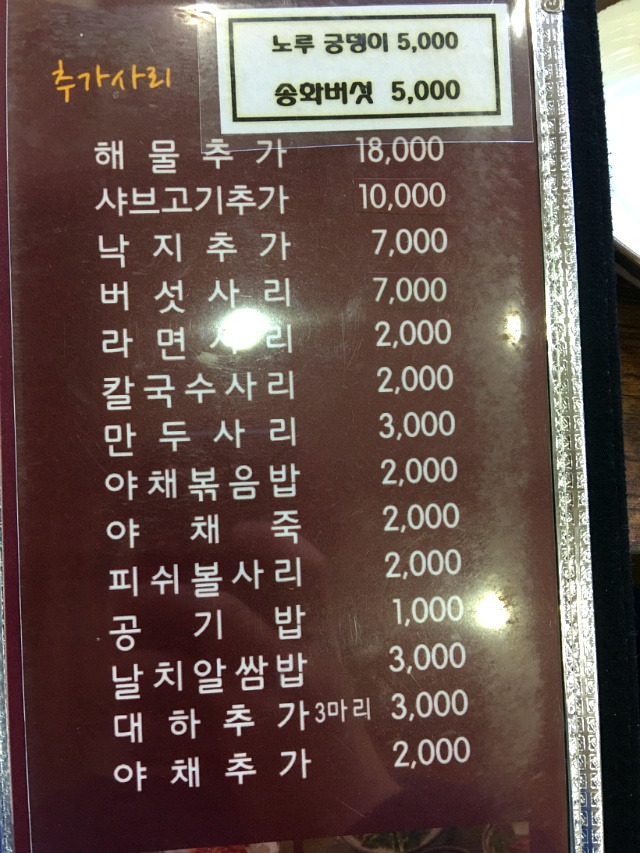 노루 궁뎅이 5,000
송화버섯 5,000
추가사리
해물추가 18,000
샤브고기추가 10,000
낙지추가 7,000
버섯사리 7,000
라면사리 2,000
칼국수사리 2,000
만두사리 3,000
야채볶음밥 2,000
야채죽 2,000
피쉬볼사리 2,000
공기밥 1,000
날치알쌈밥 3,000
대하추가3마리 3,000
야채추가 2,000